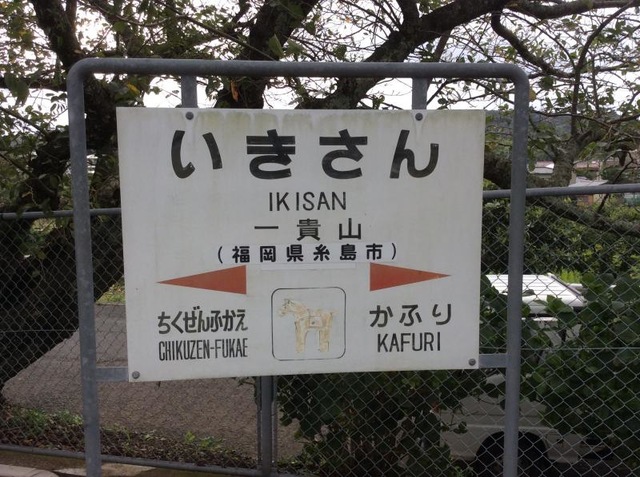 いきさん
IKISAN
一貴山
(福岡県糸島市)
ちくぜんふかえ
CHIKUZEN-FUKAE
かふり
KAFURI